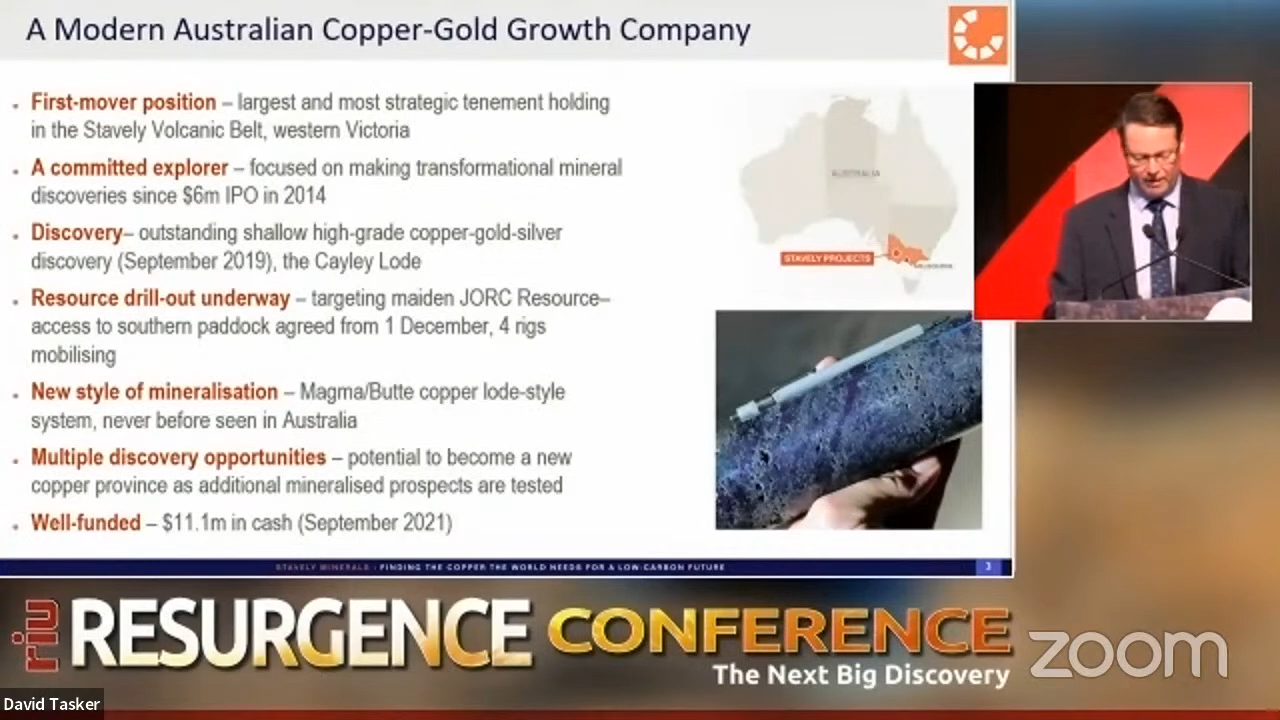 A Modern Australian Copper-Gold Growth Company
First-mover position – largest and most strategic tenement holding
in the Stavely Volcanic Belt, western Victoria
A committed explorer – focused on making transformational mineral
discoveries since $6m IPO in 2014
Discovery– outstanding shallow high-grade copper-gold-silver
discovery (September 2019), the Cayley Lode
Resource drill-out underway – targeting maiden JORC Resource–
access to southern paddock agreed from 1 December, 4 rigs
mobilising
New style of mineralisation – Magma/Butte copper lode-style
system, never before seen in Australia
Multiple discovery opportunities – potential to become a new
copper province as additional mineralised prospects are tested
Well-funded – $11.1m in cash (September 2021)
AUSTRALIA
STAVELY PROJECTS
MELBOURNE
STAVELY MINERALS - FINDING THE COPPER THE WORLD NEEDS FOR A LOW-CARBON FUTURE
3
riu RESURGENCE CONFERENCE
The Next Big Discovery
zoom
David Tasker